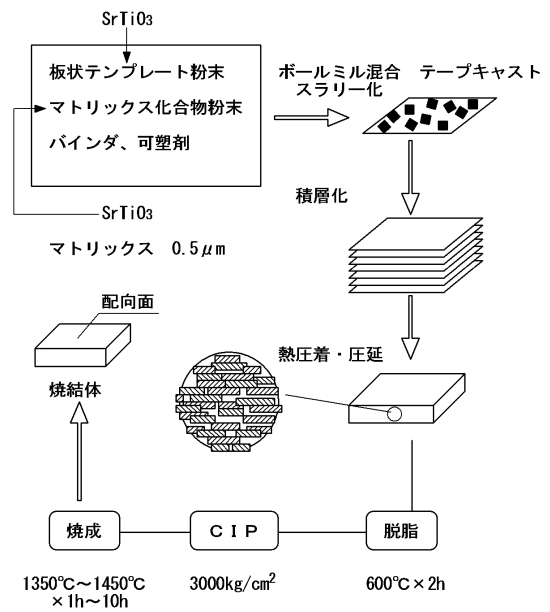 SrTiO₃
板状テンプレート粉末
マトリックス化合物粉末
バインダ、可塑剤
SrTiO₃
マトリックス 0.5μm
ボールミル混合
スラリー化
テープキャスト
積層化
熱圧着・圧延
配向面
焼結体
焼成
CIP
脱脂
1350℃~1450℃
×1h~10h
3000kg/cm²
600℃×2h